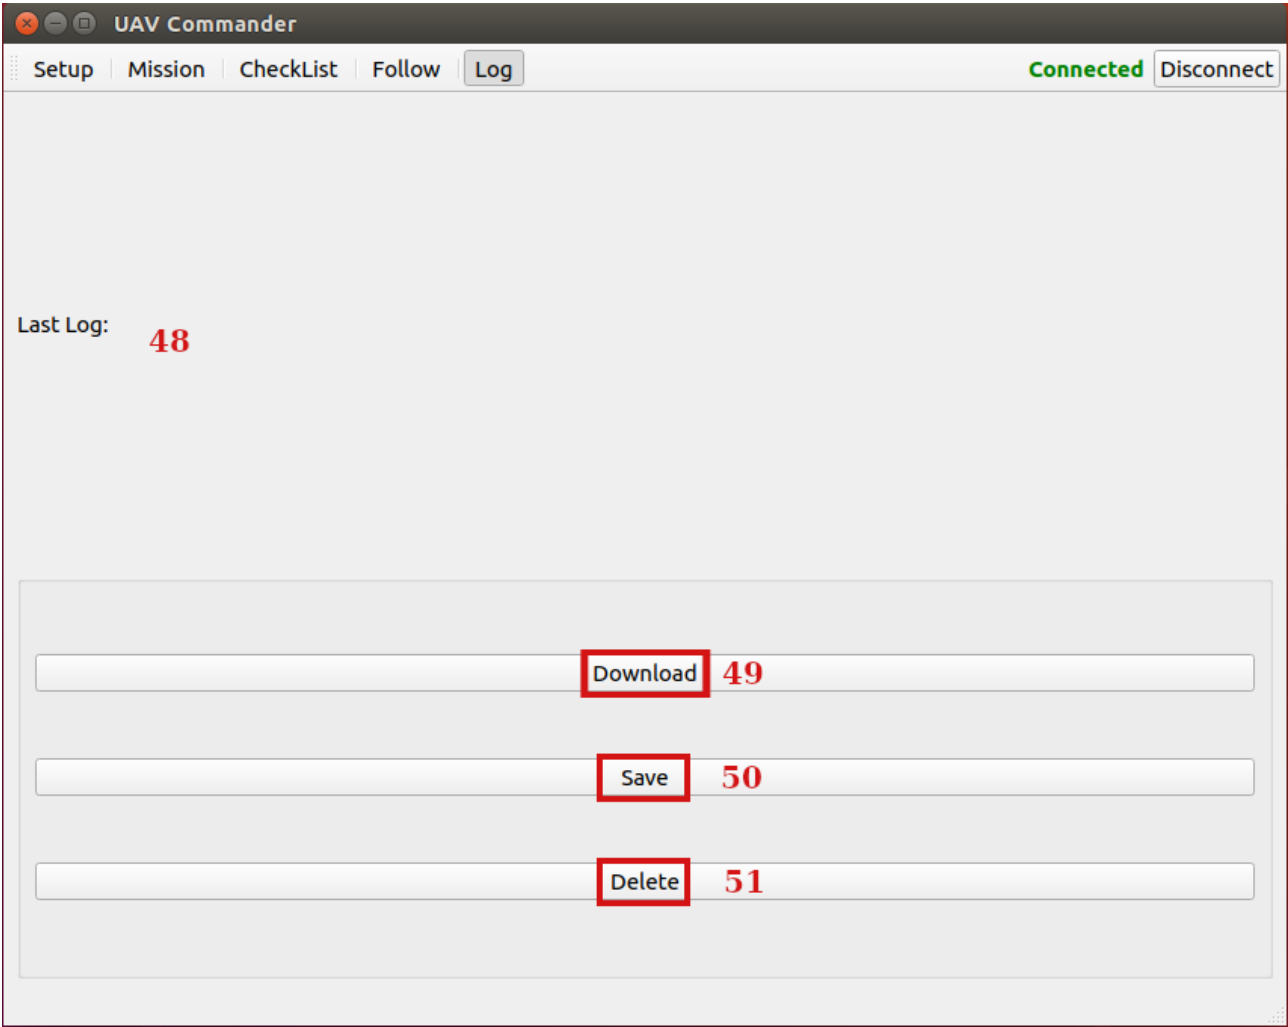 UAV Commander
Setup Mission CheckList Follow Log Connected Disconnect
Last Log: 48
Download 49
Save 50
Delete 51